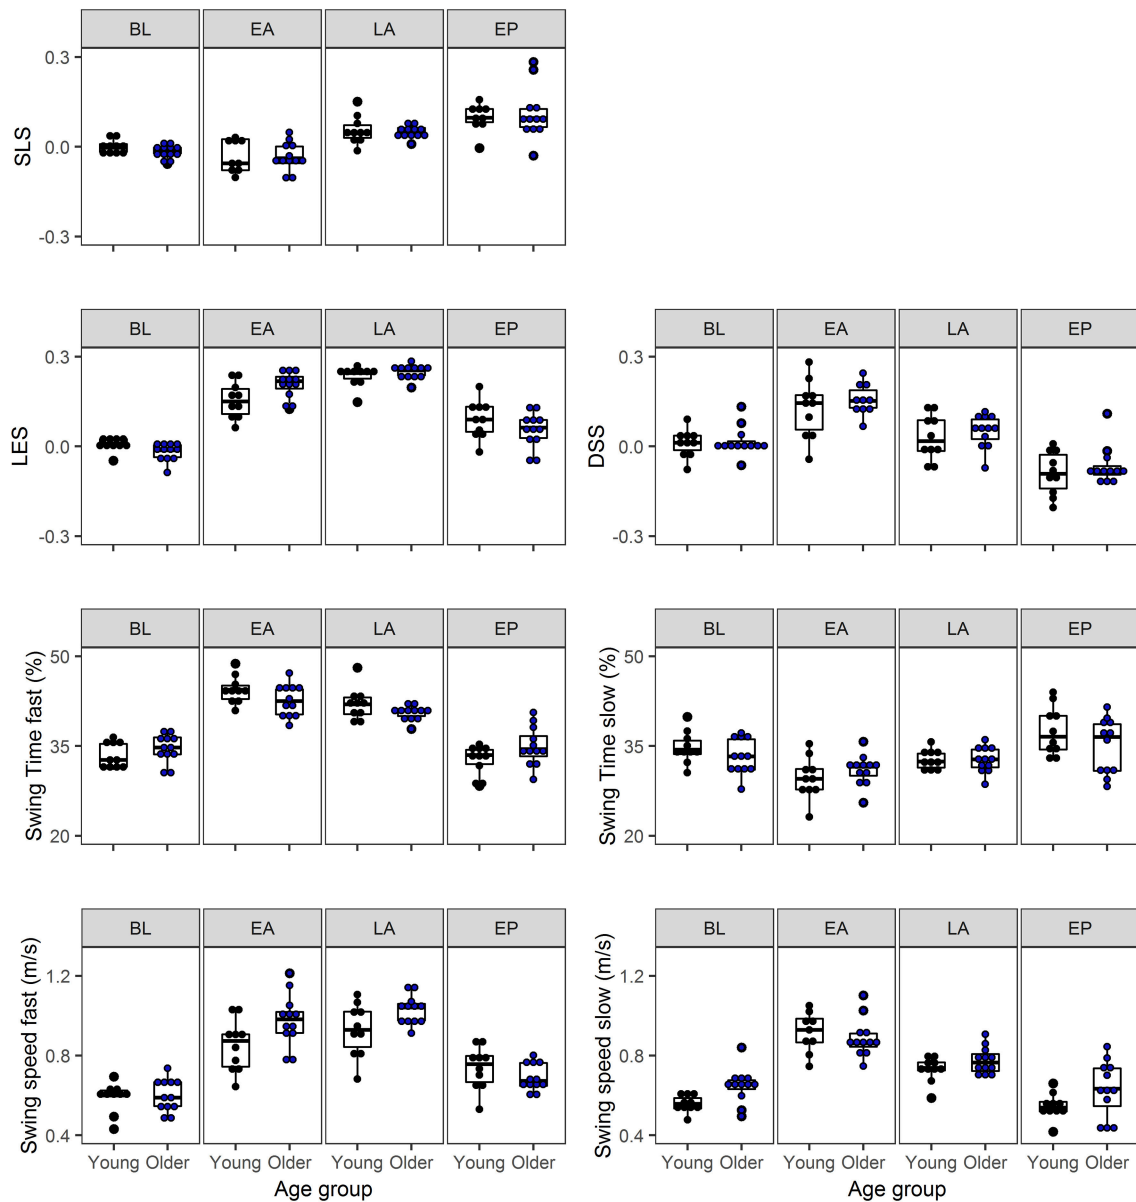 BL EA LA EP
0.3
0.0
-0.3
SLS
BL EA LA EP
0.3
0.0
-0.3
LES
BL EA LA EP
0.3
0.0
-0.3
DSS
BL EA LA EP
50
35
20
Swing Time fast (%)
BL EA LA EP
50
35
20
Swing Time slow (%)
BL EA LA EP
1.2
0.8
0.4
Swing speed fast (m/s)
Young Older Young Older Young Older Young Older
Age group
BL EA LA EP
1.2
0.8
0.4
Swing speed slow (m/s)
Young Older Young Older Young Older Young Older
Age group